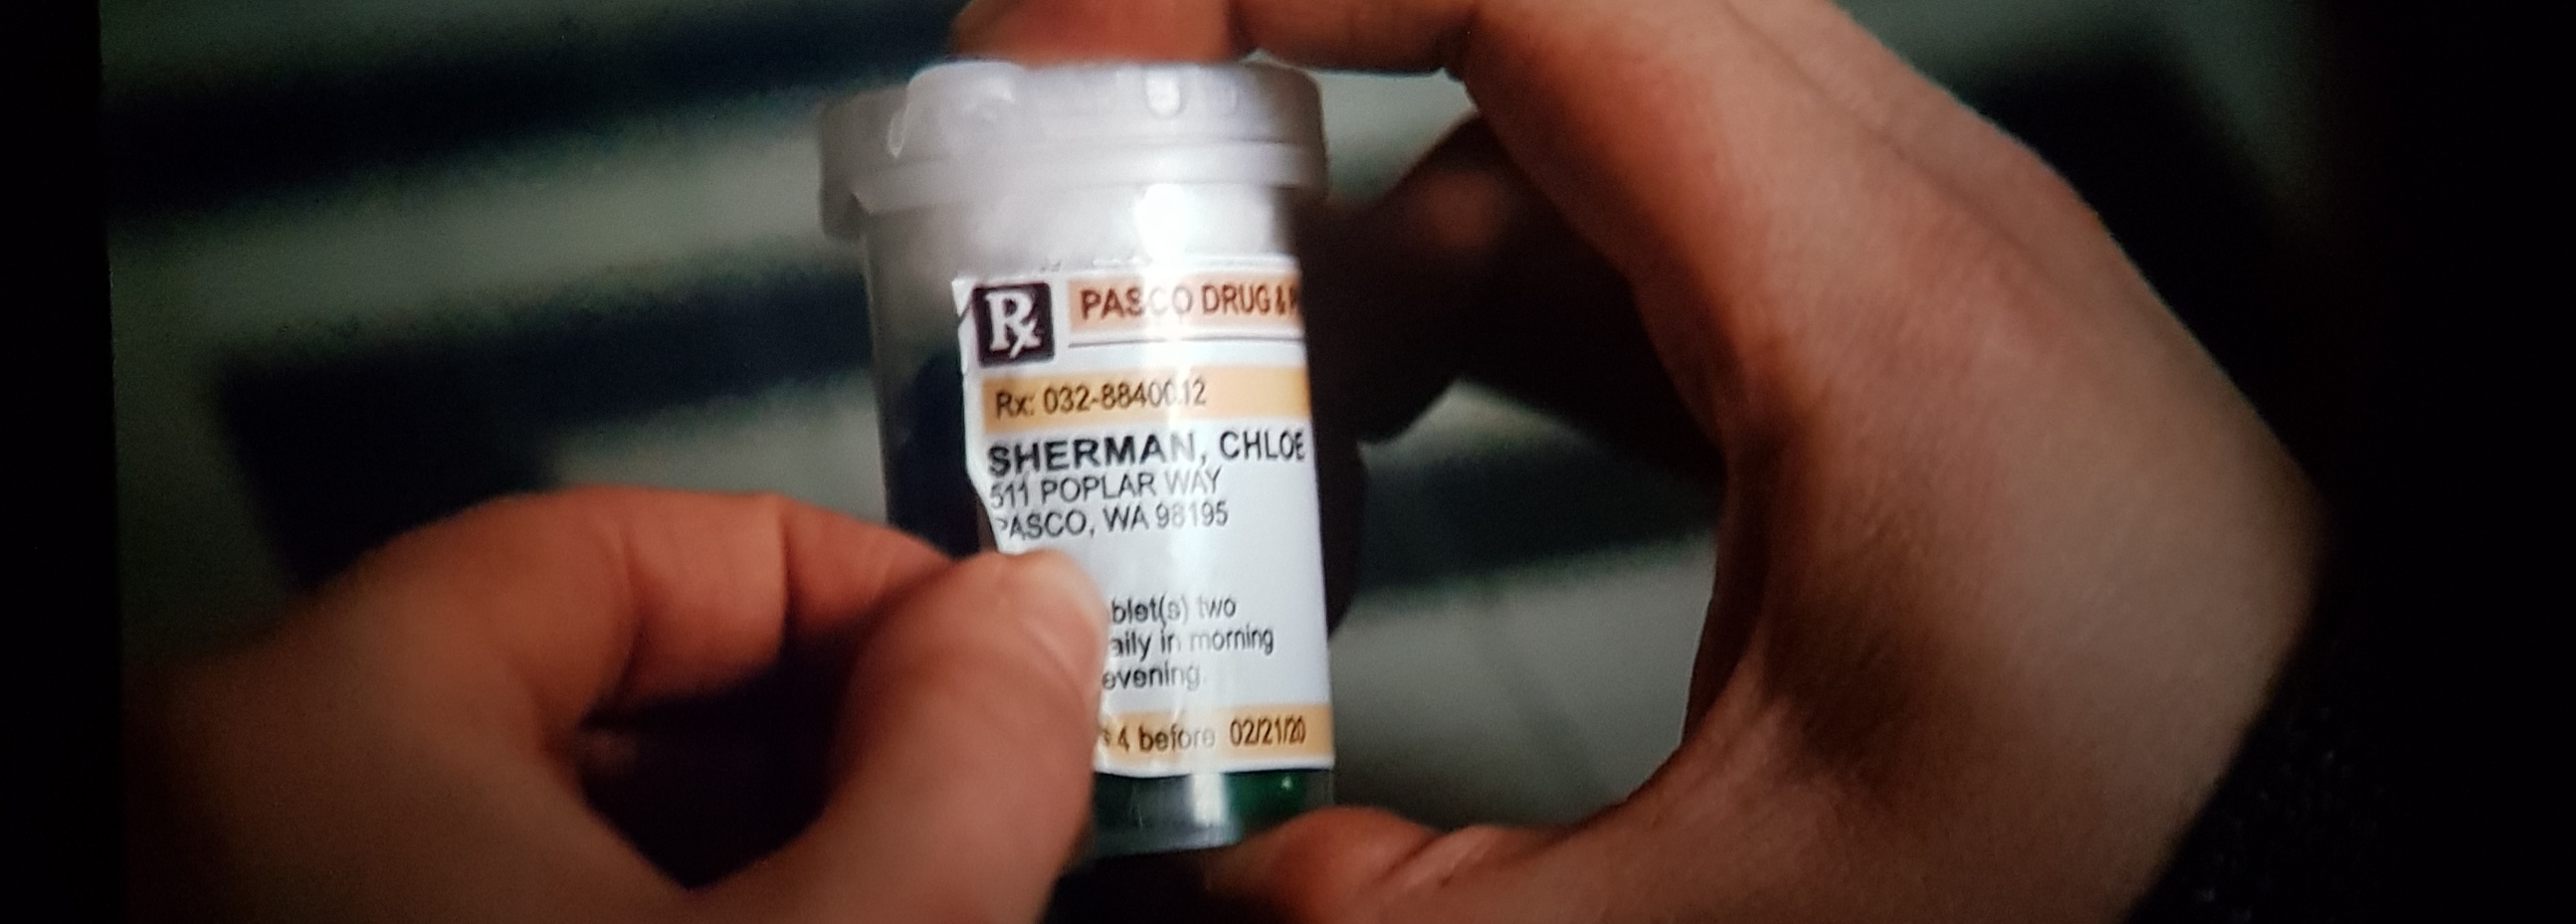 Rx
PASCO DRUG &
Rx: 032-8840012
SHERMAN, CHLOE
511 POPLAR WAY
PASCO, WA 98195
blet(s) two
aily in morning
evening
4 before 02/21/20